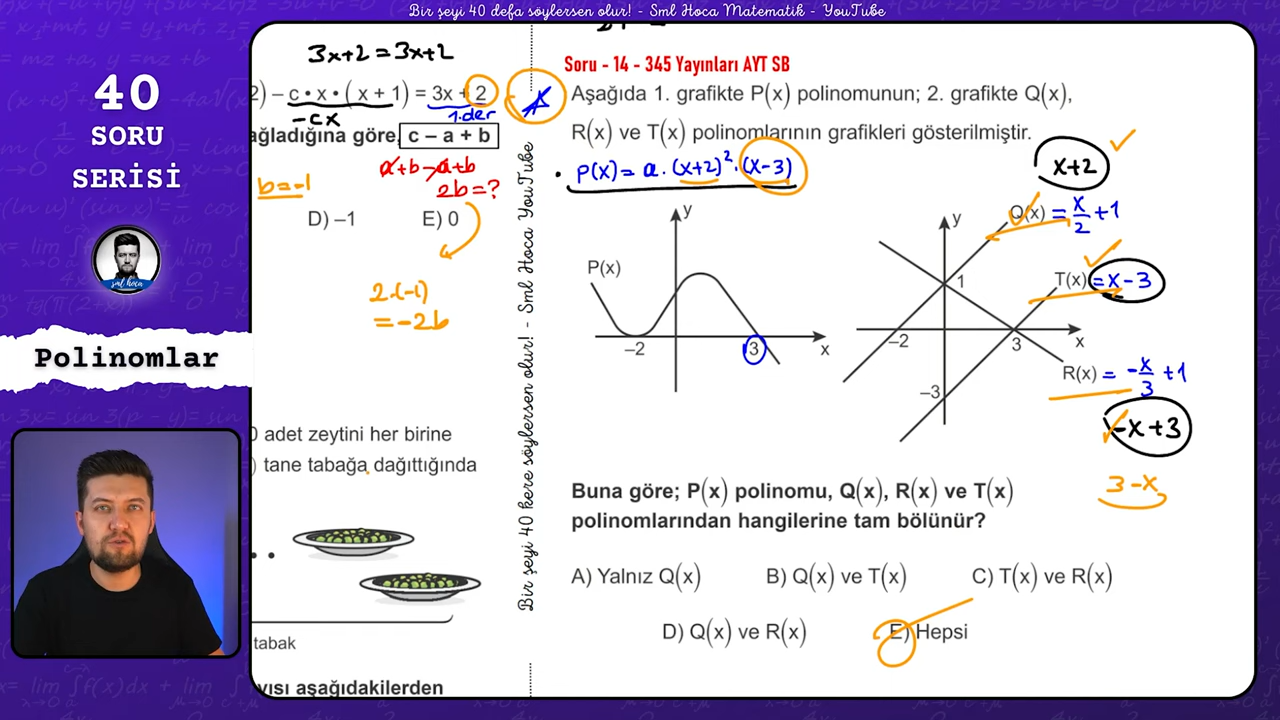 Bir şeyi 40 defa söylersen olur! - Sml Hoca Matematik - YouTube
40
SORU
SERİSİ
sml hoca
Polinomlar
3x+2 = 3x+2
2) – c • x • ( x + 1) = 3x + 2
-cx
1.der
A
ağladığına göre, c – a + b
a+b-a+b
2b=?
b=-1
D) –1
E) 0
2.(-1)
= -2b
0 adet zeytini her birine
) tane tabağa dağıttığında
tabak
yısı aşağıdakilerden
Bir şeyi 40 kere söylersen olur! - Sml Hoca YouTube
Soru - 14 - 345 Yayınları AYT SB
Aşağıda 1. grafikte P(x) polinomunun; 2. grafikte Q(x),
R(x) ve T(x) polinomlarının grafikleri gösterilmiştir.
P(x) = a . (x+2)² . (x-3)
x+2
y
P(x)
–2
3
x
y
Q(x) = x/2 + 1
1
T(x) = x-3
–2
3
x
R(x) = -x/3 + 1
–3
-x+3
3-x
Buna göre; P(x) polinomu, Q(x), R(x) ve T(x)
polinomlarından hangilerine tam bölünür?
A) Yalnız Q(x)
B) Q(x) ve T(x)
C) T(x) ve R(x)
D) Q(x) ve R(x)
E) Hepsi